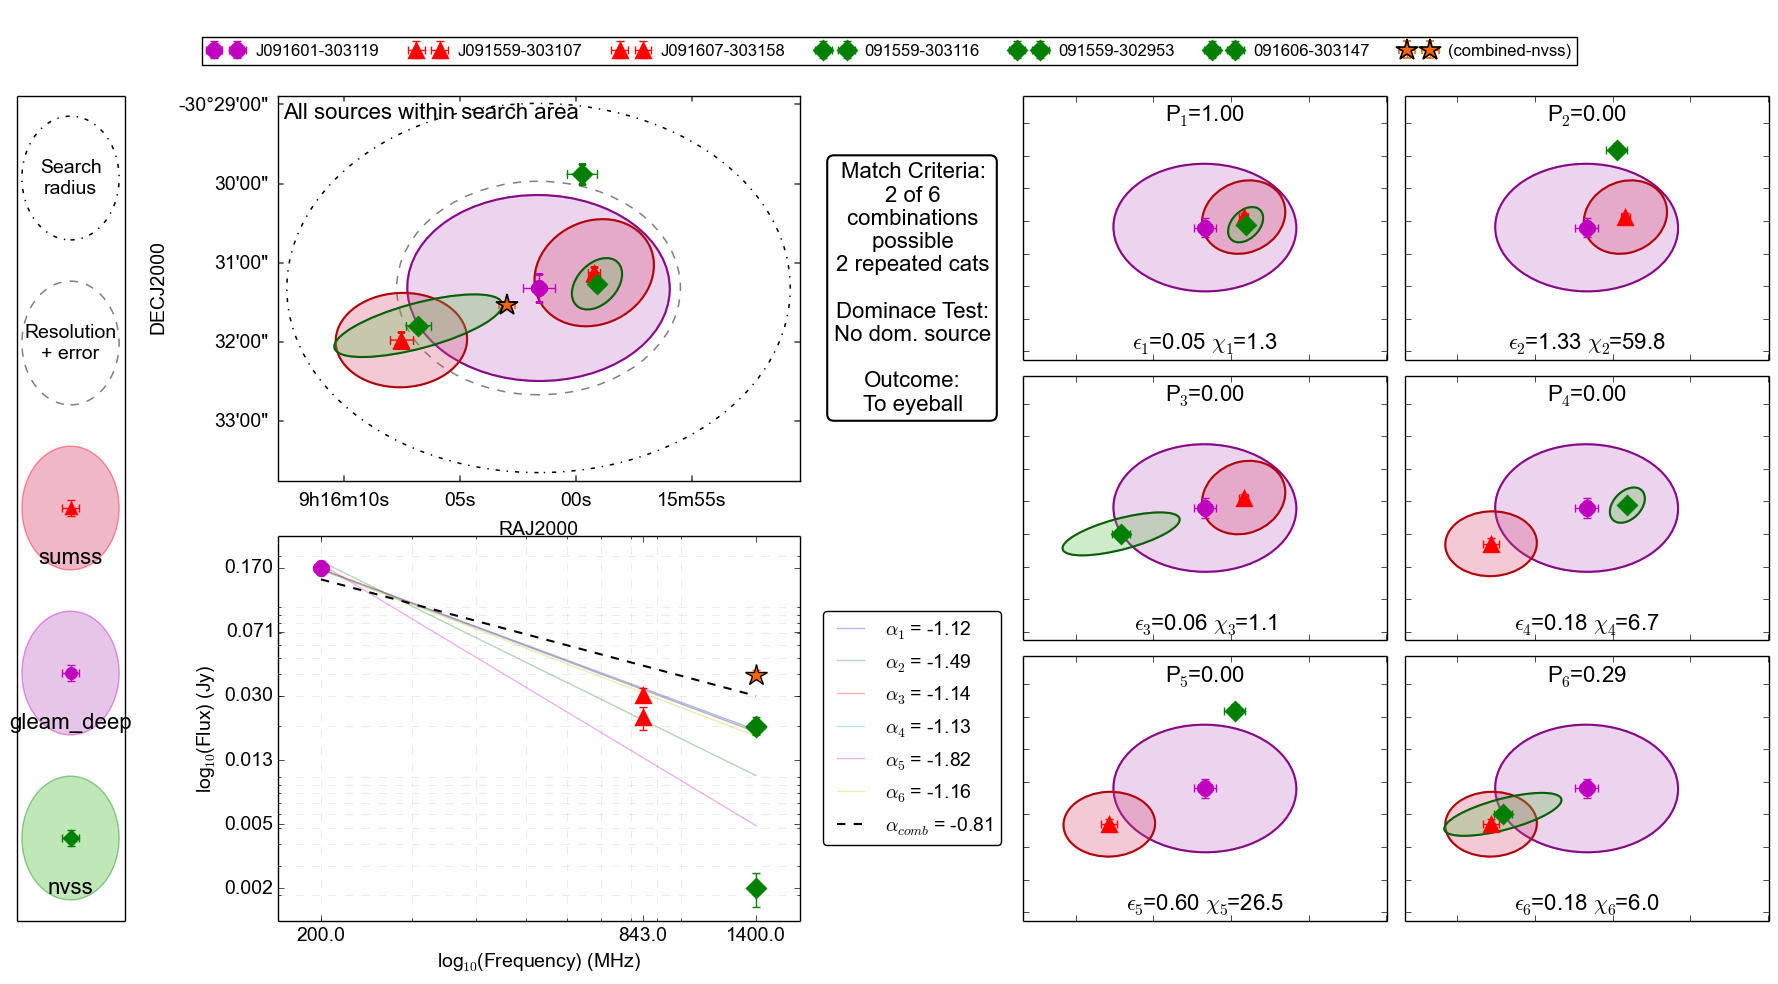 J091601-303119 J091559-303107 J091607-303158 091559-303116 091559-302953 091606-303147 (combined-nvss)
Search
radius
Resolution
+ error
sumss
gleam_deep
nvss
All sources within search area
DECJ2000
-30°29'00"
30'00"
31'00"
32'00"
33'00"
9h16m10s 05s 00s 15m55s
RAJ2000
log10(Flux) (Jy)
0.170
0.071
0.030
0.013
0.005
0.002
200.0 843.0 1400.0
log10(Frequency) (MHz)
Match Criteria:
2 of 6
combinations
possible
2 repeated cats
Dominace Test:
No dom. source
Outcome:
To eyeball
α1 = -1.12
α2 = -1.49
α3 = -1.14
α4 = -1.13
α5 = -1.82
α6 = -1.16
αcomb = -0.81
P1=1.00
ϵ1=0.05 χ1=1.3
P2=0.00
ϵ2=1.33 χ2=59.8
P3=0.00
ϵ3=0.06 χ3=1.1
P4=0.00
ϵ4=0.18 χ4=6.7
P5=0.00
ϵ5=0.60 χ5=26.5
P6=0.29
ϵ6=0.18 χ6=6.0